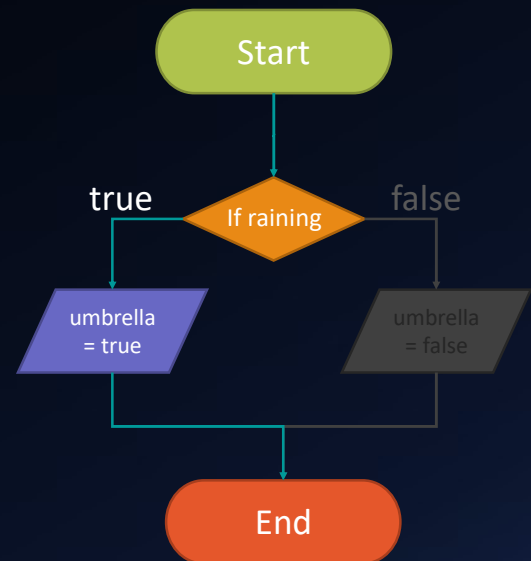 Start
true
If raining
false
umbrella
= true
umbrella
= false
End